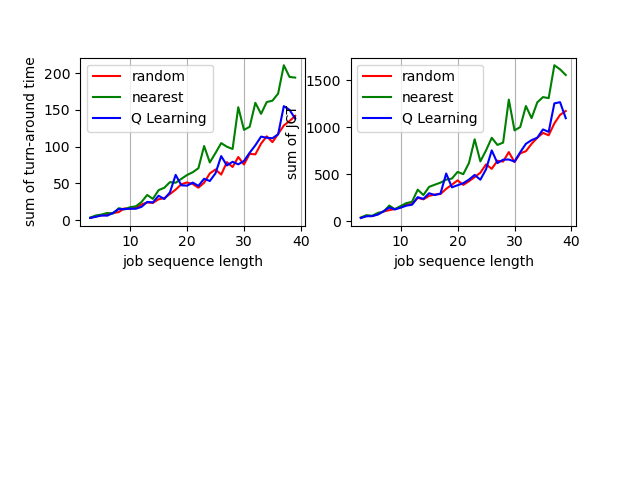 sum of turn-around time
200
150
100
50
0
random
nearest
Q Learning
10
20
30
40
job sequence length
sum of JCT
1500
1000
500
0
random
nearest
Q Learning
10
20
30
40
job sequence length